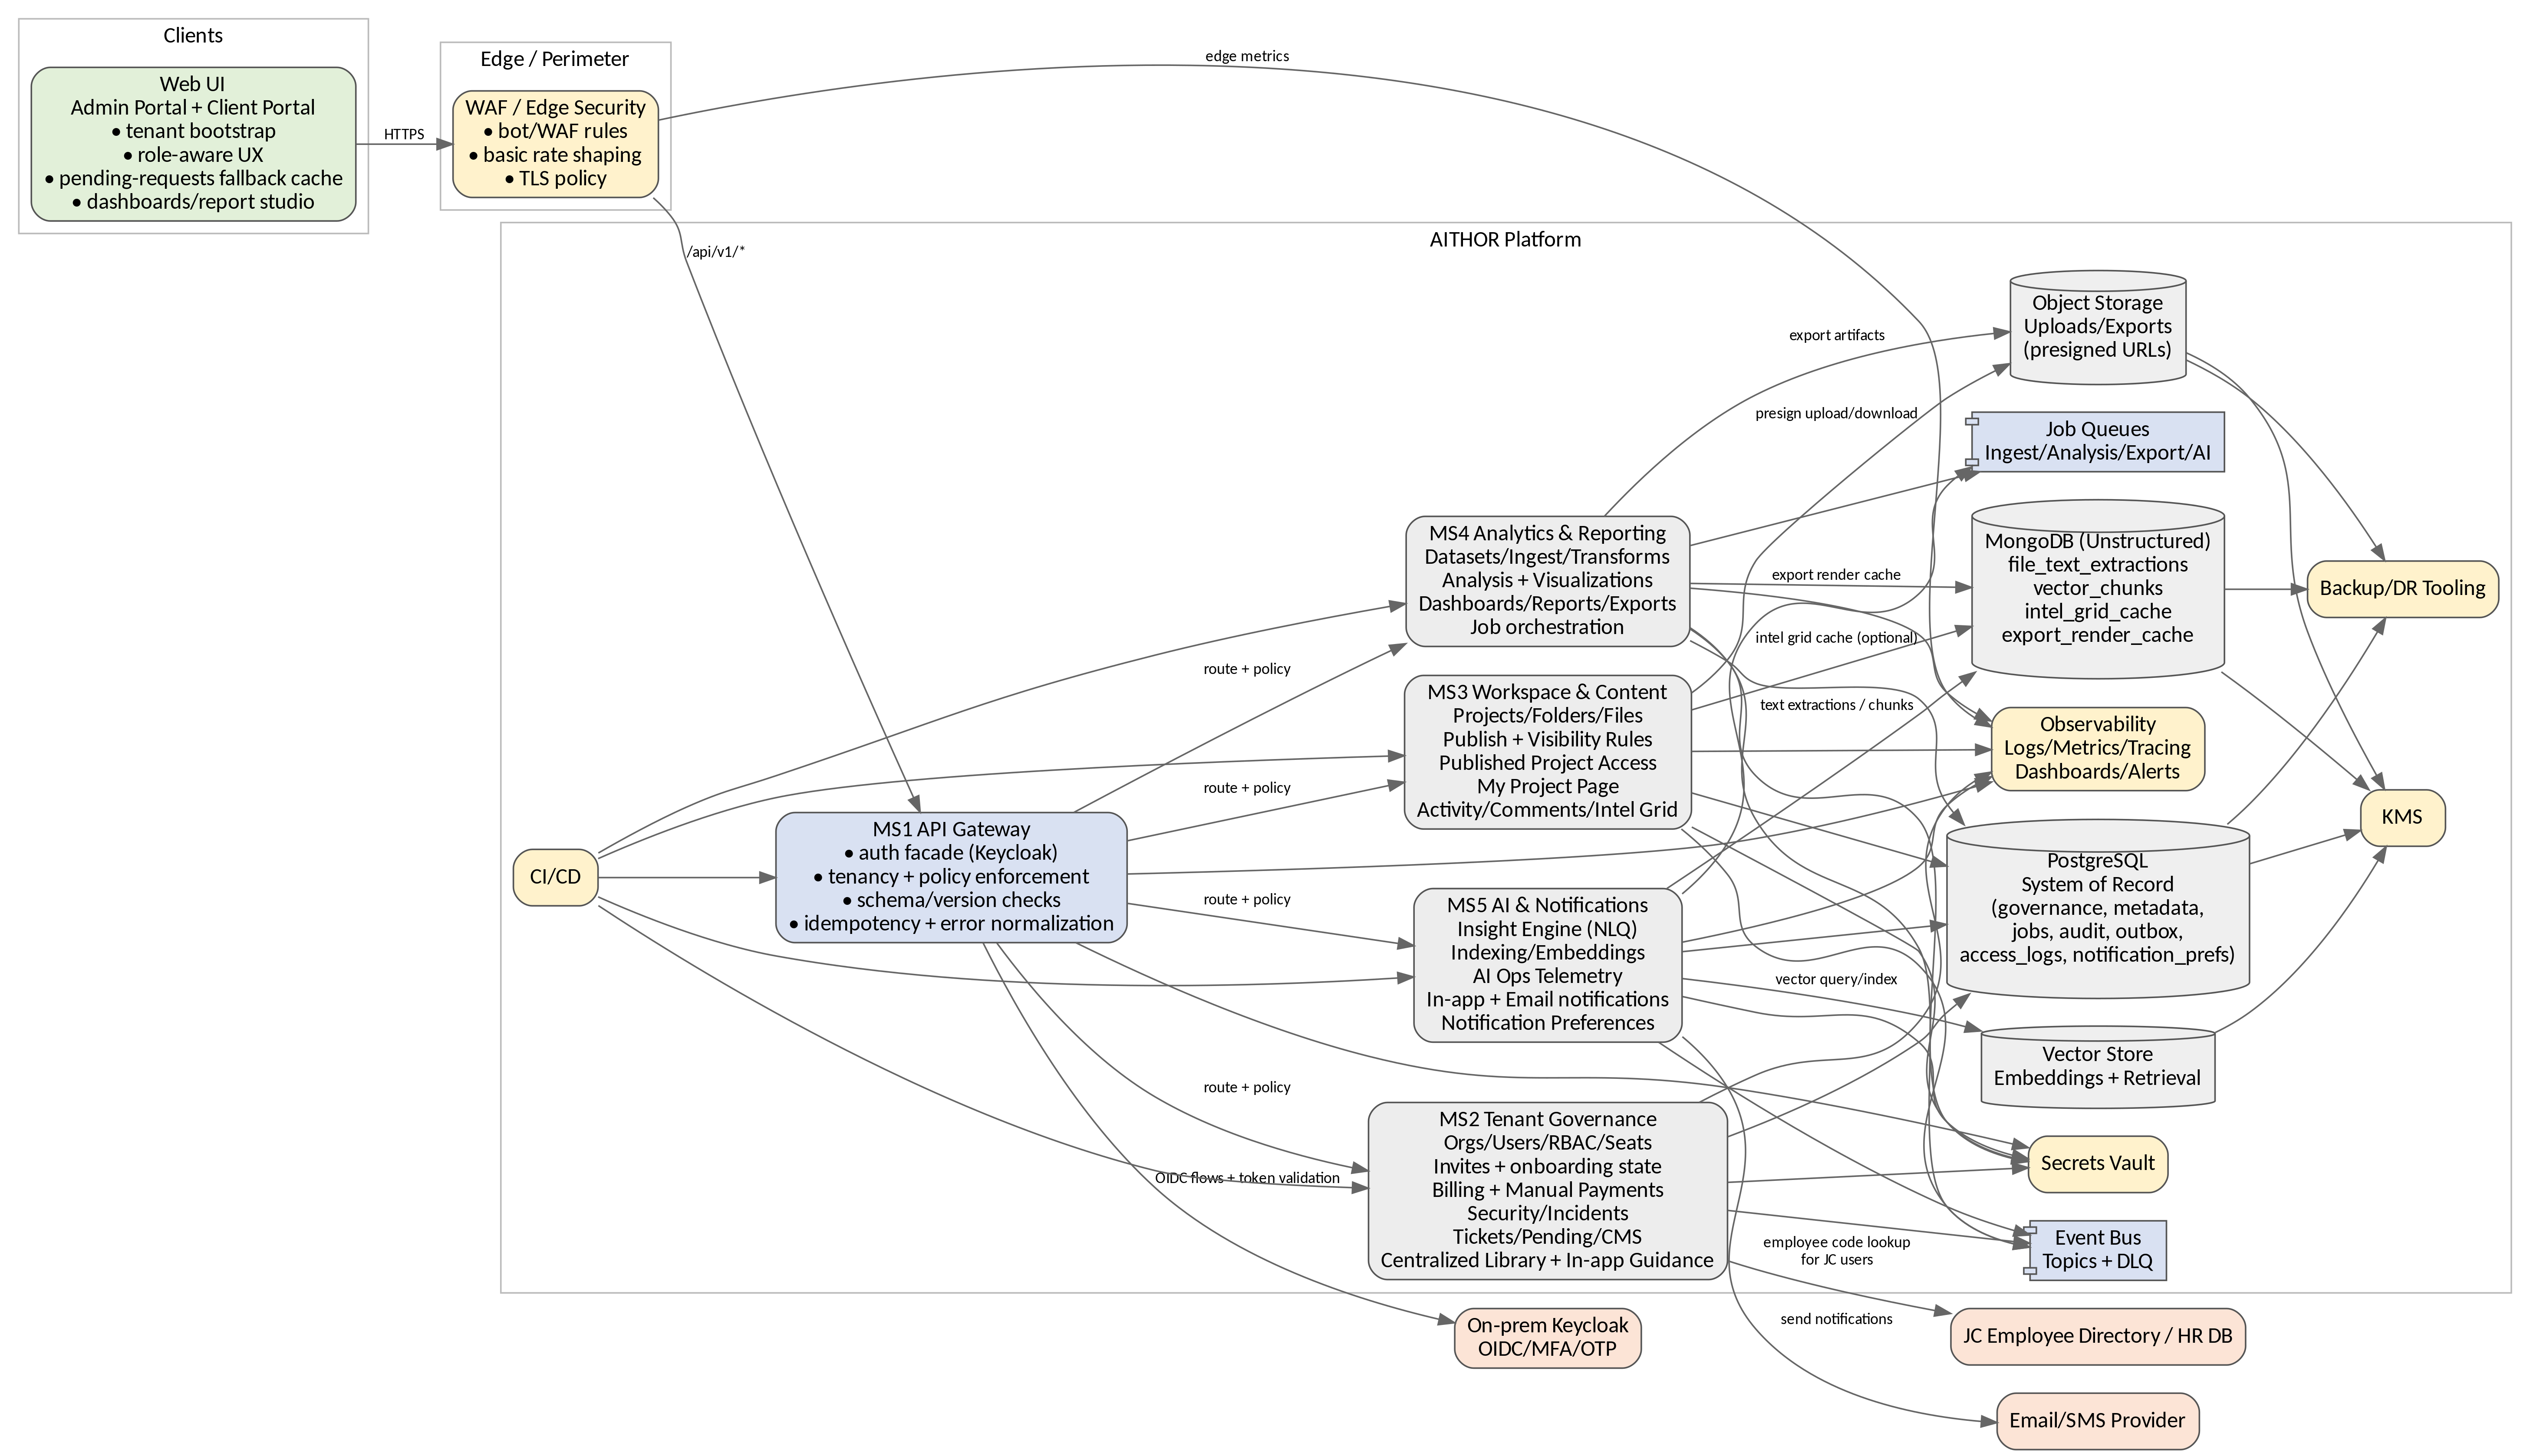 Clients
Web UI
Admin Portal + Client Portal
• tenant bootstrap
• role-aware UX
• pending-requests fallback cache
• dashboards/report studio
HTTPS
Edge / Perimeter
WAF / Edge Security
• bot/WAF rules
• basic rate shaping
• TLS policy
edge metrics
/api/v1/*
AITHOR Platform
CI/CD
MS1 API Gateway
• auth facade (Keycloak)
• tenancy + policy enforcement
• schema/version checks
• idempotency + error normalization
route + policy
route + policy
route + policy
route + policy
OIDC flows + token validation
MS4 Analytics & Reporting
Datasets/Ingest/Transforms
Analysis + Visualizations
Dashboards/Reports/Exports
Job orchestration
MS3 Workspace & Content
Projects/Folders/Files
Publish + Visibility Rules
Published Project Access
My Project Page
Activity/Comments/Intel Grid
MS5 AI & Notifications
Insight Engine (NLQ)
Indexing/Embeddings
AI Ops Telemetry
In-app + Email notifications
Notification Preferences
MS2 Tenant Governance
Orgs/Users/RBAC/Seats
Invites + onboarding state
Billing + Manual Payments
Security/Incidents
Tickets/Pending/CMS
Centralized Library + In-app Guidance
On-prem Keycloak
OIDC/MFA/OTP
export artifacts
presign upload/download
export render cache
intel grid cache (optional)
text extractions / chunks
vector query/index
employee code lookup
for JC users
send notifications
Object Storage
Uploads/Exports
(presigned URLs)
Job Queues
Ingest/Analysis/Export/AI
MongoDB (Unstructured)
file_text_extractions
vector_chunks
intel_grid_cache
export_render_cache
Observability
Logs/Metrics/Tracing
Dashboards/Alerts
PostgreSQL
System of Record
(governance, metadata,
jobs, audit, outbox,
access_logs, notification_prefs)
Vector Store
Embeddings + Retrieval
Secrets Vault
Event Bus
Topics + DLQ
JC Employee Directory / HR DB
Email/SMS Provider
Backup/DR Tooling
KMS